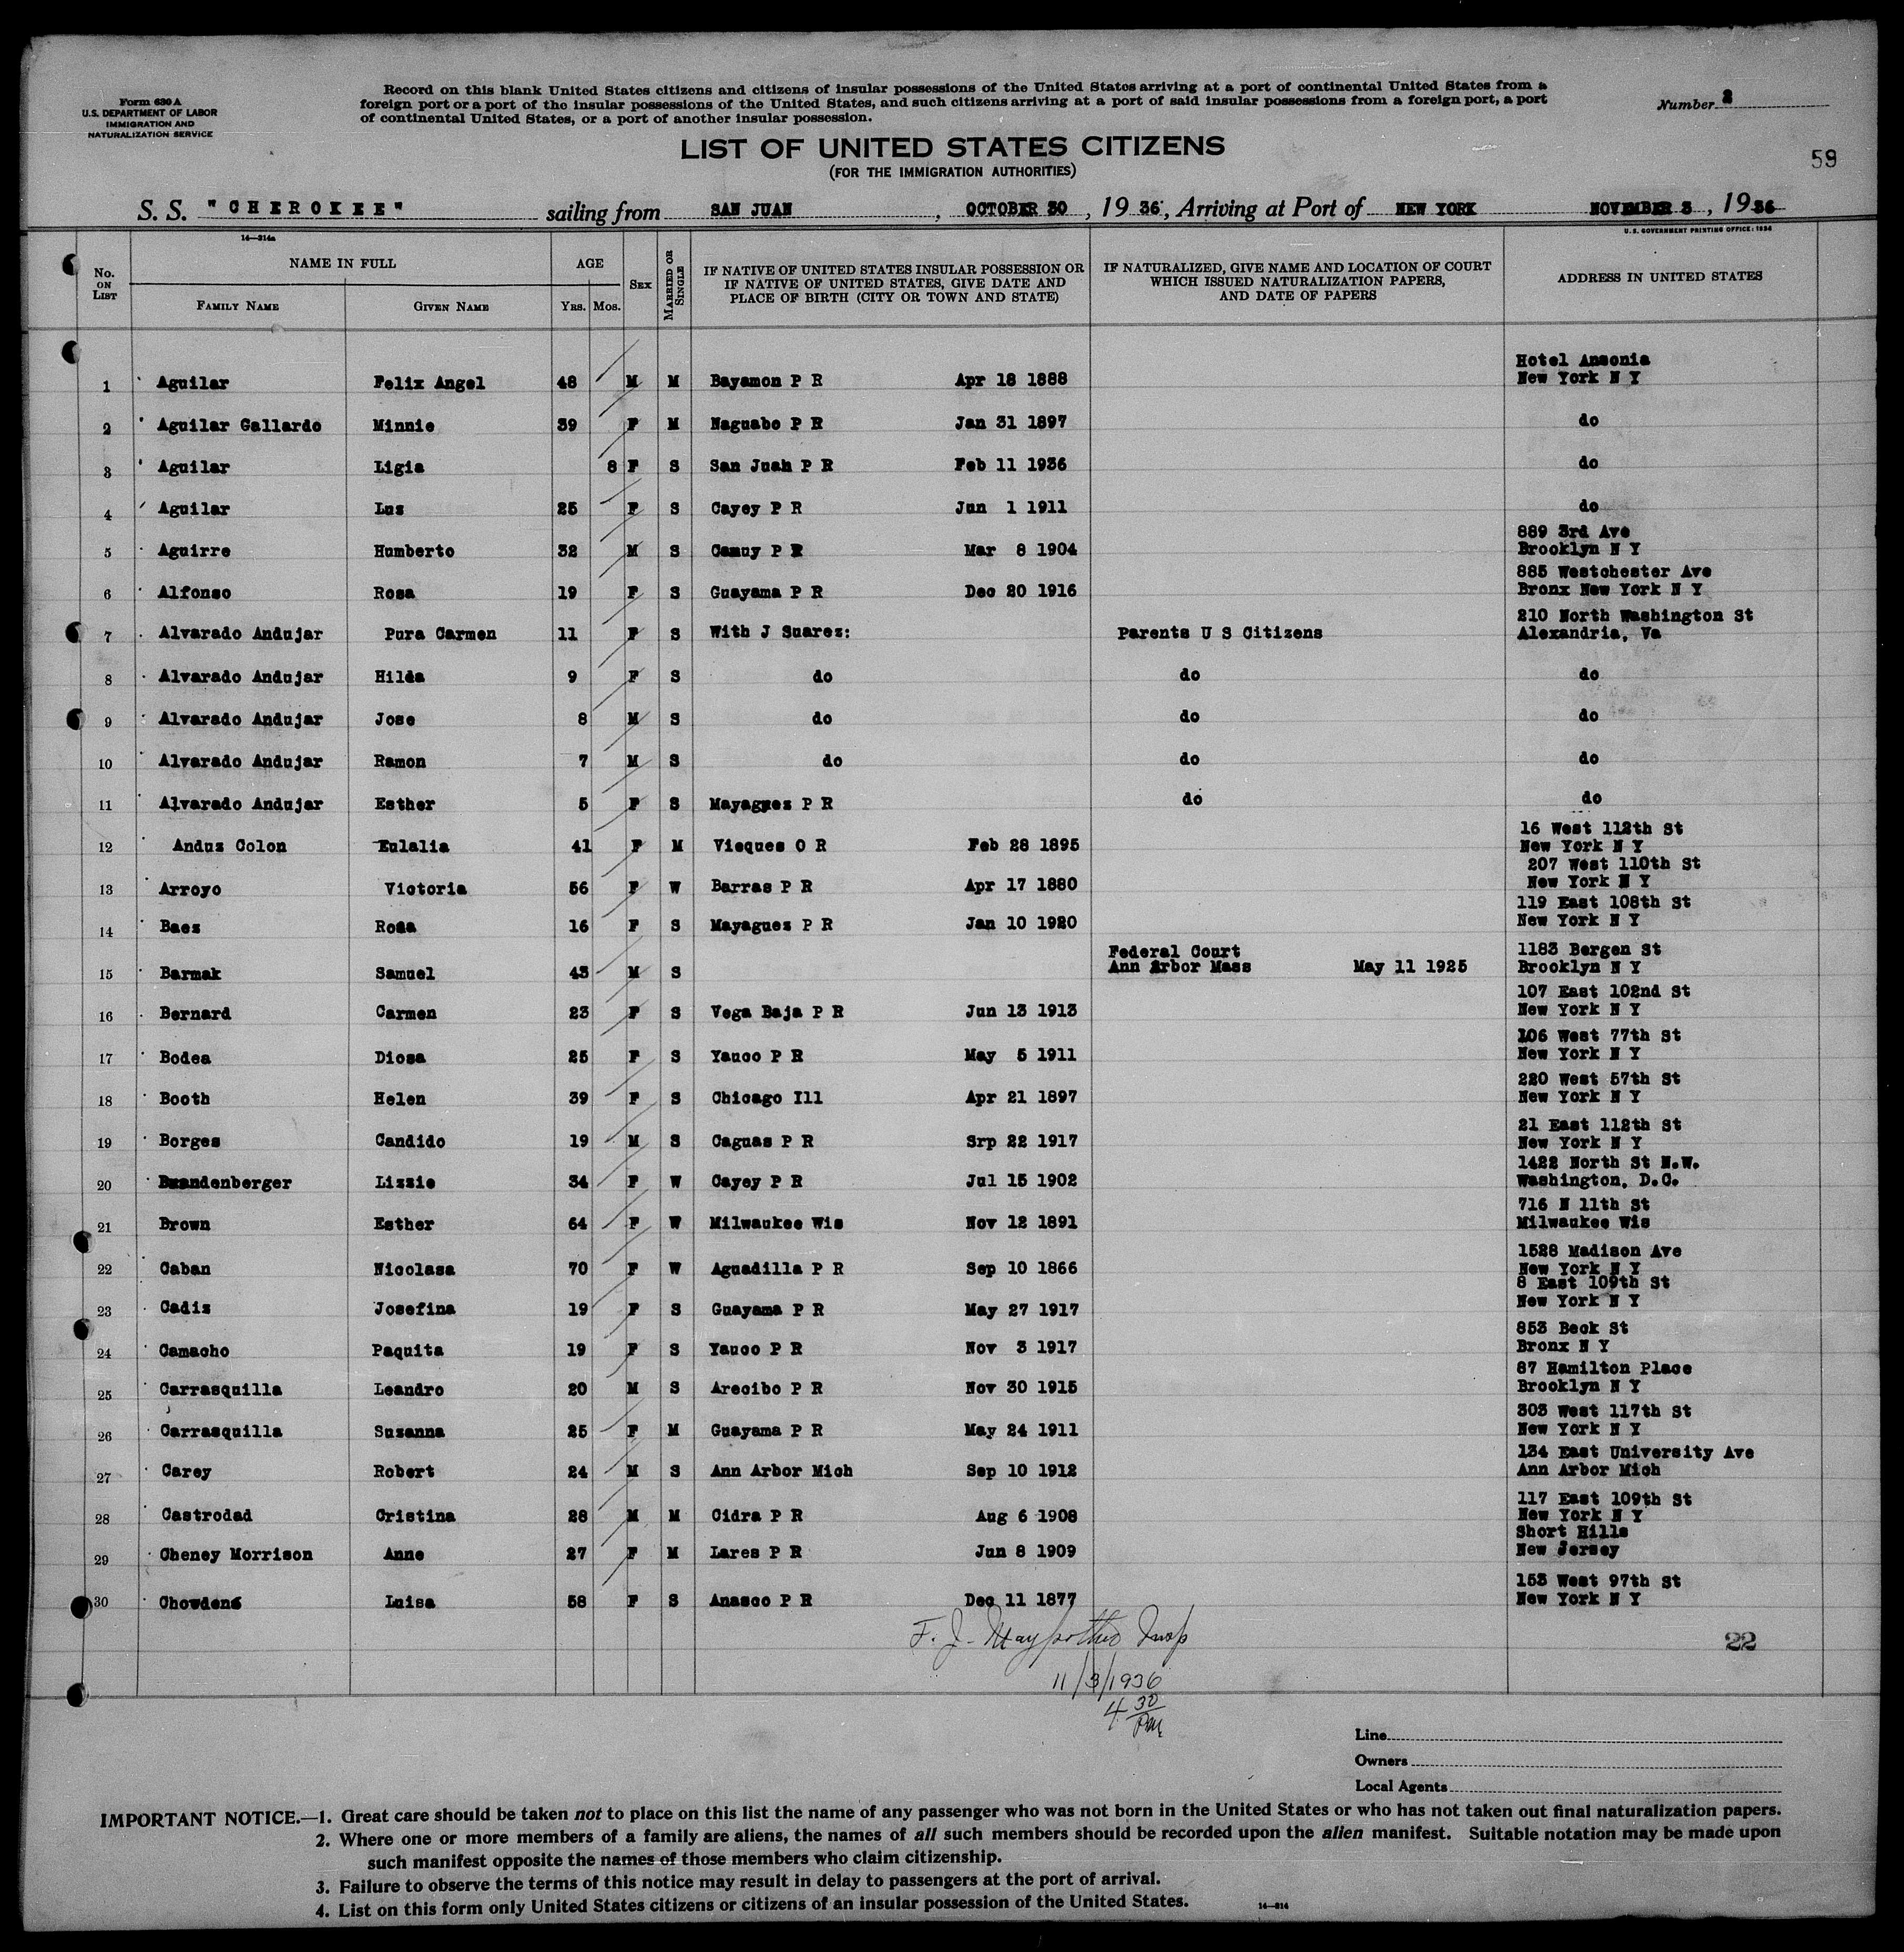 Form 630 A
U.S. DEPARTMENT OF LABOR
IMMIGRATION AND
NATURALIZATION SERVICE
Record on this blank United States citizens and citizens of insular possessions of the United States arriving at a port of continental United States from a
foreign port or a port of the insular possessions of the United States, and such citizens arriving at a port of said insular possessions from a foreign port, a port
of continental United States, or a port of another insular possession.
Number 2
LIST OF UNITED STATES CITIZENS
(FOR THE IMMIGRATION AUTHORITIES)
59
S. S. "CHEROKEE" sailing from SAN JUAN, OCTOBER 30, 1936, Arriving at Port of NEW YORK NOVEMBER 3, 1936
14—314a
U. S. GOVERNMENT PRINTING OFFICE: 1934
No. ON LIST
NAME IN FULL
FAMILY NAME
GIVEN NAME
AGE
YRS. MOS.
SEX
MARRIED OR SINGLE
IF NATIVE OF UNITED STATES INSULAR POSSESSION OR
IF NATIVE OF UNITED STATES, GIVE DATE AND
PLACE OF BIRTH (CITY OR TOWN AND STATE)
IF NATURALIZED, GIVE NAME AND LOCATION OF COURT
WHICH ISSUED NATURALIZATION PAPERS,
AND DATE OF PAPERS
ADDRESS IN UNITED STATES
Hotel Ansonia
1 Aguilar Felix Angel 48 M M Bayamon P R Apr 18 1888 New York N Y
2 Aguilar Gallardo Minnie 39 F M Naguabo P R Jan 31 1897 do
3 Aguilar Ligia 8 F S San Juan P R Feb 11 1936 do
4 Aguilar Luz 25 F S Cayey P R Jun 1 1911 do
889 3rd Ave
5 Aguirre Humberto 32 M S Camuy P R Mar 8 1904 Brooklyn N Y
885 Westchester Ave
6 Alfonso Rosa 19 F S Guayama P R Dec 20 1916 Bronx New York N Y
210 North Washington St
7 Alvarado Andujar Pura Carmen 11 F S With J Suarez: Parents U S Citizens Alexandria, Va
8 Alvarado Andujar Hilda 9 F S do do do
9 Alvarado Andujar Jose 8 M S do do do
10 Alvarado Andujar Ramon 7 M S do do do
11 Alvarado Andujar Esther 5 F S Mayaguez P R do do
16 West 112th St
12 Anduz Colon Eulalia 41 F M Vieques O R Feb 28 1895 New York N Y
207 West 110th St
13 Arroyo Victoria 56 F W Barras P R Apr 17 1880 New York N Y
119 East 108th St
14 Baez Rosa 16 F S Mayaguez P R Jan 10 1920 New York N Y
Federal Court 1183 Bergen St
15 Barmak Samuel 43 M S Ann Arbor Mass May 11 1925 Brooklyn N Y
107 East 102nd St
16 Bernard Carmen 23 F S Vega Baja P R Jun 13 1913 New York N Y
106 West 77th St
17 Bodea Diosa 25 F S Yauco P R May 5 1911 New York N Y
220 West 57th St
18 Booth Helen 39 F S Chicago Ill Apr 21 1897 New York N Y
21 East 112th St
19 Borges Candido 19 M S Caguas P R Srp 22 1917 New York N Y
1422 North St N.W.
20 Brandenberger Lizzie 34 F W Cayey P R Jul 15 1902 Washington, D.C.
716 N 11th St
21 Brown Esther 64 F W Milwaukee Wis Nov 12 1891 Milwaukee Wis
1528 Madison Ave
22 Caban Nicolasa 70 F W Aguadilla P R Sep 10 1866 New York N Y
8 East 109th St
23 Cadiz Josefina 19 F S Guayama P R May 27 1917 New York N Y
853 Beck St
24 Camacho Paquita 19 F S Yauco P R Nov 3 1917 Bronx N Y
87 Hamilton Place
25 Carrasquilla Leandro 20 M S Arecibo P R Nov 30 1915 Brooklyn N Y
303 West 117th St
26 Carrasquilla Susanna 25 F M Guayama P R May 24 1911 New York N Y
134 East University Ave
27 Carey Robert 24 M S Ann Arbor Mich Sep 10 1912 Ann Arbor Mich
117 East 109th St
28 Castrodad Cristina 28 M M Cidra P R Aug 6 1908 New York N Y
Short Hills
29 Cheney Morrison Anne 27 F M Lares P R Jun 8 1909 New Jersey
153 West 97th St
30 Chowdens Luisa 58 F S Anasco P R Dec 11 1877 New York N Y
F. J. Insp
22
11/3/1936
4 30 PM
Line
Owners
Local Agents
IMPORTANT NOTICE.—1. Great care should be taken not to place on this list the name of any passenger who was not born in the United States or who has not taken out final naturalization papers.
2. Where one or more members of a family are aliens, the names of all such members should be recorded upon the alien manifest. Suitable notation may be made upon
such manifest opposite the names of those members who claim citizenship.
3. Failure to observe the terms of this notice may result in delay to passengers at the port of arrival.
4. List on this form only United States citizens or citizens of an insular possession of the United States.
14—314